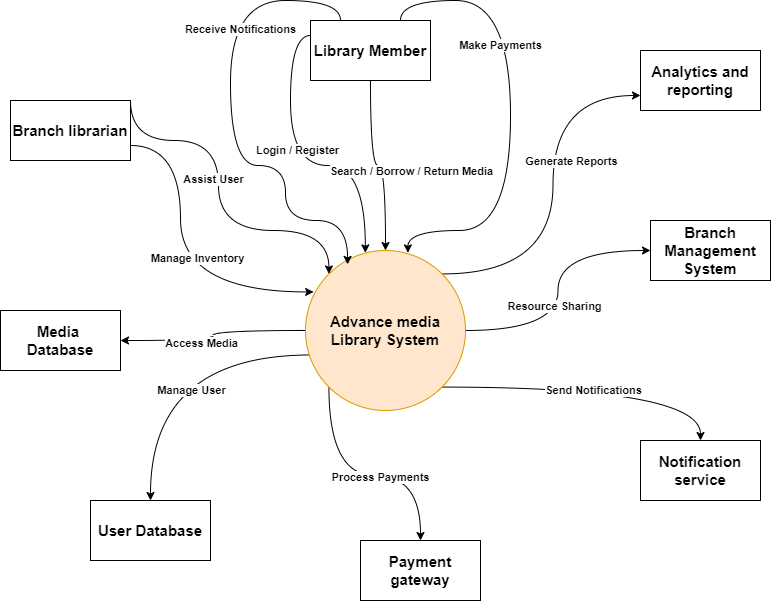 Receive Notifications
Library Member
Make Payments
Analytics and
reporting
Branch librarian
Login / Register
Search / Borrow / Return Media
Generate Reports
Assist User
Manage Inventory
Branch
Management
System
Resource Sharing
Advance media
Library System
Media
Database
Access Media
Manage User
Send Notifications
Notification
service
Process Payments
User Database
Payment
gateway